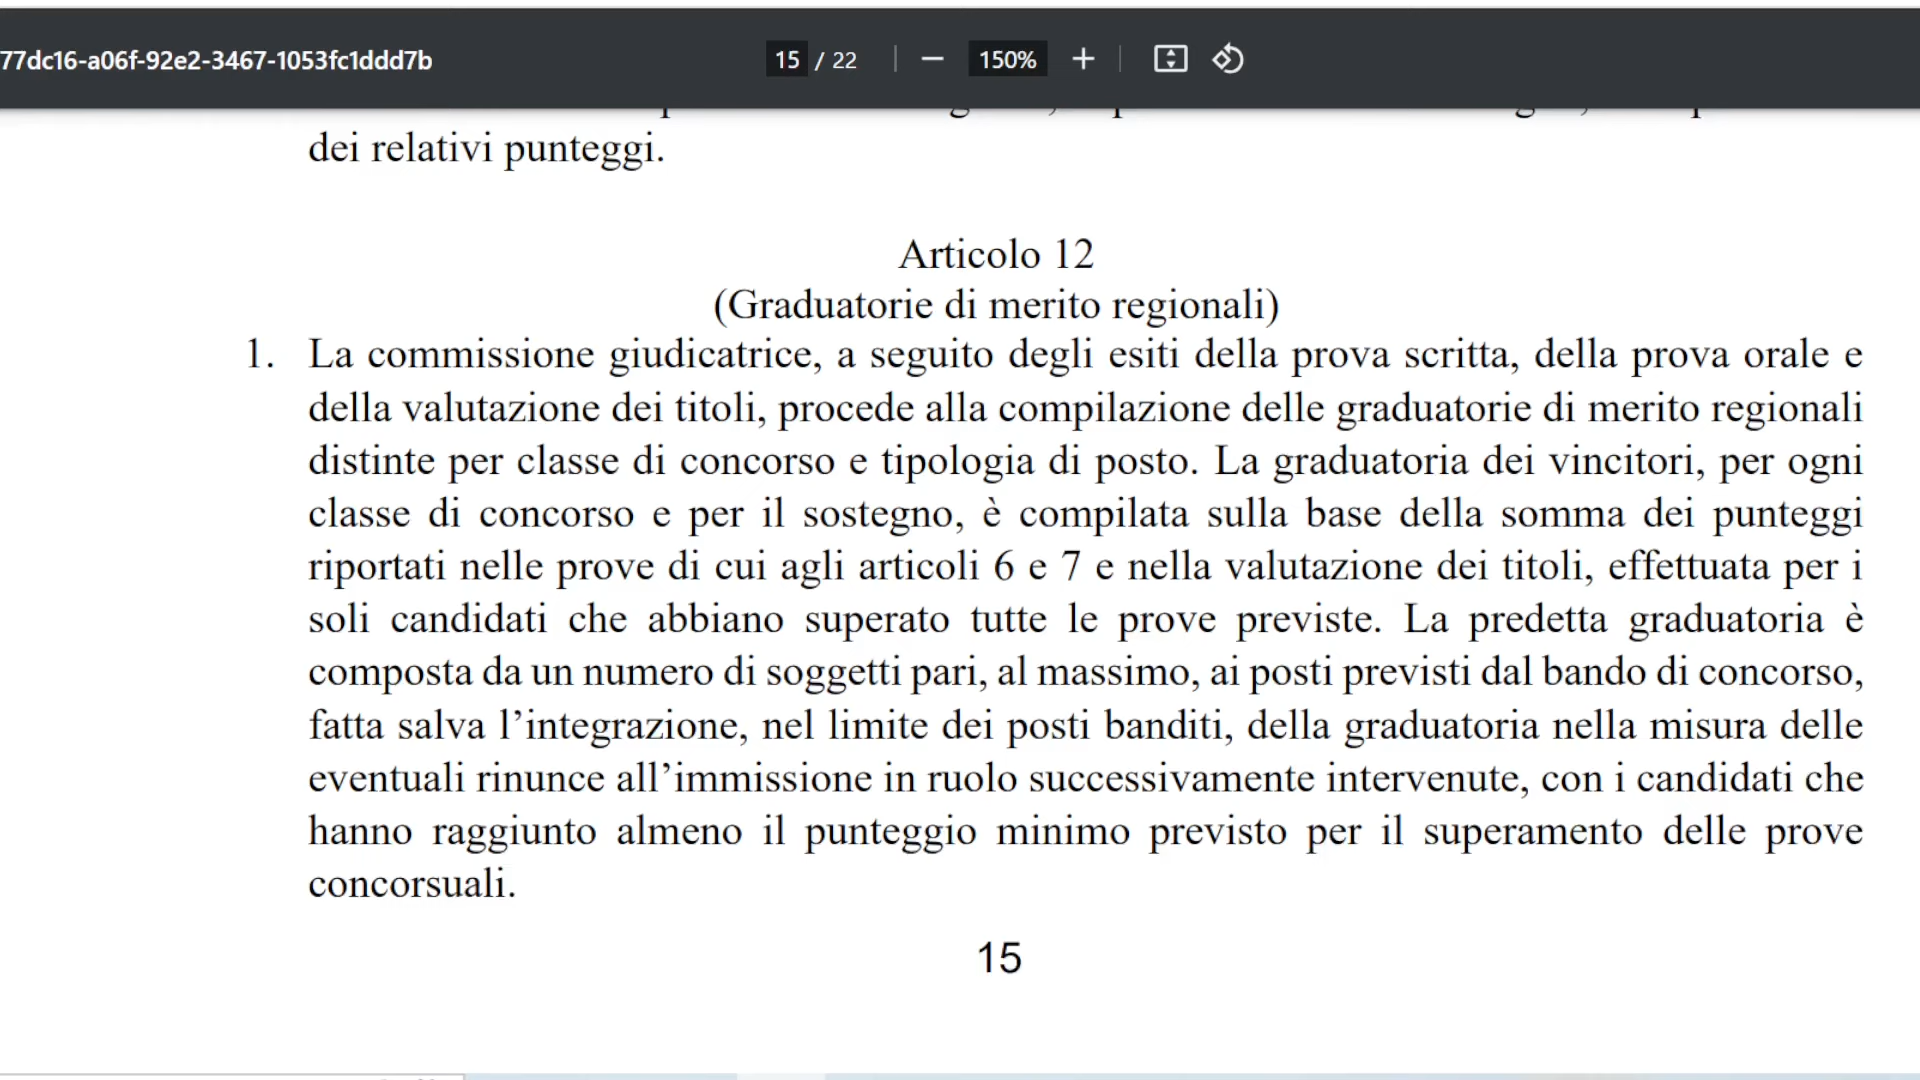 77dc16-a06f-92e2-3467-1053fc1ddd7b 15 / 22 150%
dei relativi punteggi.
Articolo 12
(Graduatorie di merito regionali)
1. La commissione giudicatrice, a seguito degli esiti della prova scritta, della prova orale e
della valutazione dei titoli, procede alla compilazione delle graduatorie di merito regionali
distinte per classe di concorso e tipologia di posto. La graduatoria dei vincitori, per ogni
classe di concorso e per il sostegno, è compilata sulla base della somma dei punteggi
riportati nelle prove di cui agli articoli 6 e 7 e nella valutazione dei titoli, effettuata per i
soli candidati che abbiano superato tutte le prove previste. La predetta graduatoria è
composta da un numero di soggetti pari, al massimo, ai posti previsti dal bando di concorso,
fatta salva l’integrazione, nel limite dei posti banditi, della graduatoria nella misura delle
eventuali rinunce all’immissione in ruolo successivamente intervenute, con i candidati che
hanno raggiunto almeno il punteggio minimo previsto per il superamento delle prove
concorsuali.
15